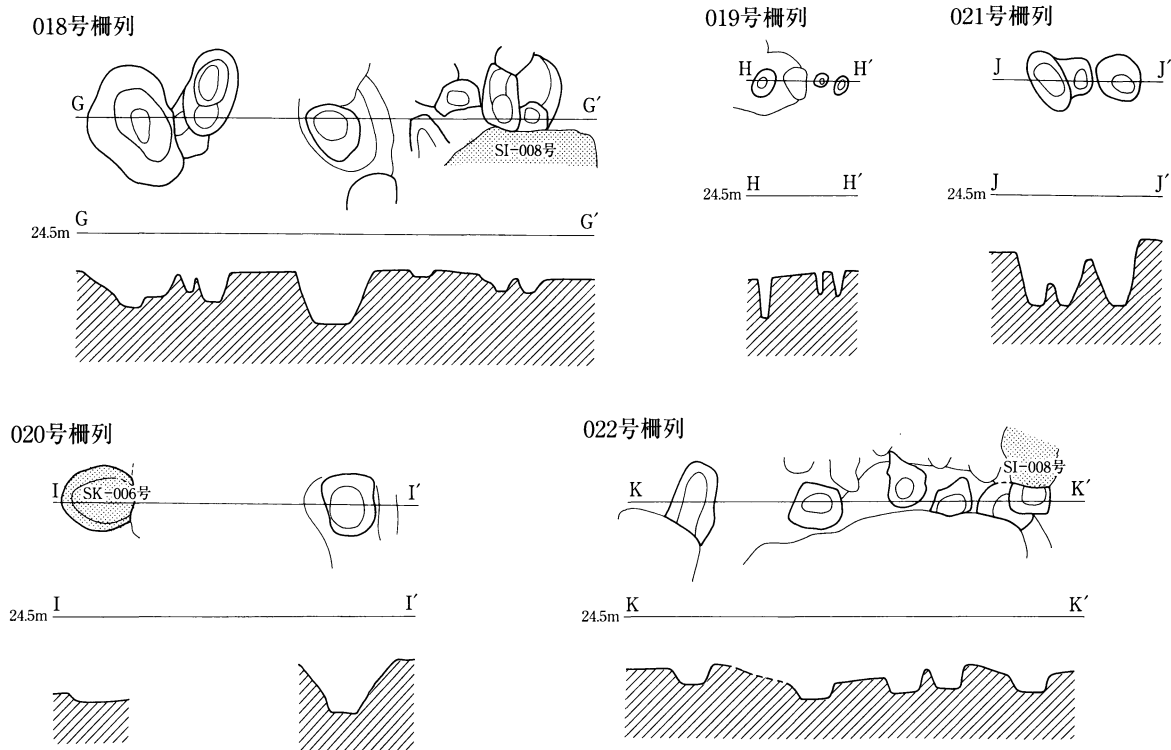 018号柵列
G
G′
SI-008号
24.5m
G
G′
019号柵列
H
H′
24.5m
H
H′
021号柵列
J
J′
24.5m
J
J′
020号柵列
I
SK-006号
I′
24.5m
I
I′
022号柵列
SI-008号
K
K′
24.5m
K
K′